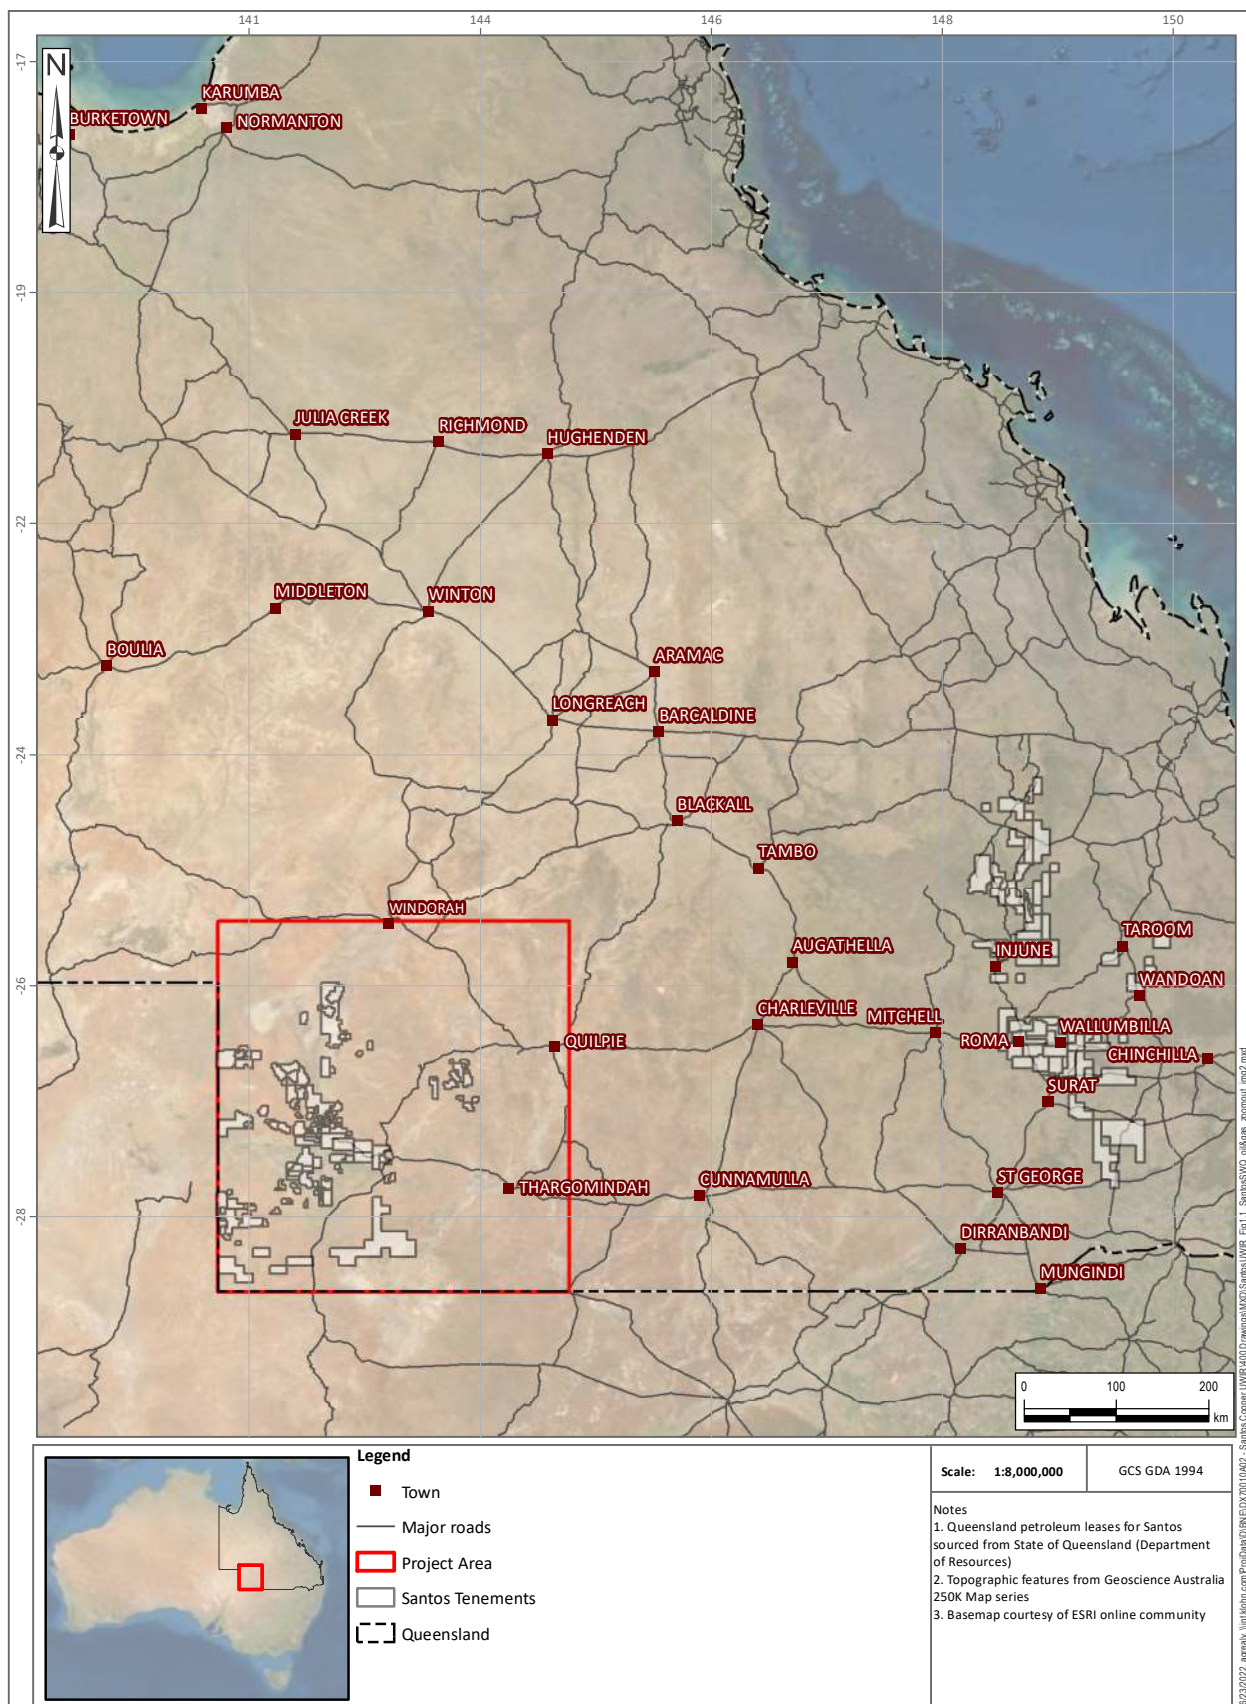 141
144
146
148
150
-17
-19
-22
-24
-26
-28
N
KARUMBA
BURKETOWN
NORMANTON
JULIA CREEK
RICHMOND
HUGHENDEN
MIDDLETON
WINTON
BOULIA
ARAMAC
LONGREACH
BARCALDINE
BLACKALL
TAMBO
WINDORAH
AUGATHELLA
INJUNE
TAROOM
WANDOAN
CHARLEVILLE
MITCHELL
WALLUMBILLA
QUILPIE
ROMA
CHINCHILLA
SURAT
THARGOMINDAH
CUNNAMULLA
ST GEORGE
DIRRANBANDI
MUNGINDI
0 100 200
km
Legend
Town
Major roads
Project Area
Santos Tenements
Queensland
Scale: 1:8,000,000
GCS GDA 1994
Notes
1. Queensland petroleum leases for Santos
sourced from State of Queensland (Department
of Resources)
2. Topographic features from Geoscience Australia
250K Map series
3. Basemap courtesy of ESRI online community